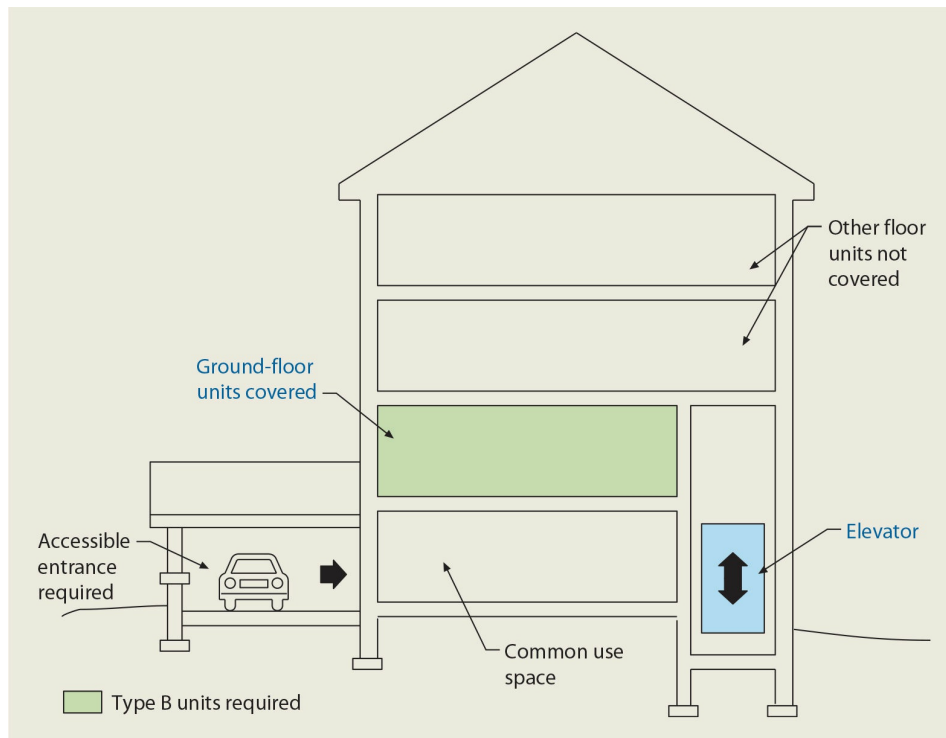 Other floor
units not
covered
Ground-floor
units covered
Accessible
entrance
required
Elevator
Common use
space
Type B units required